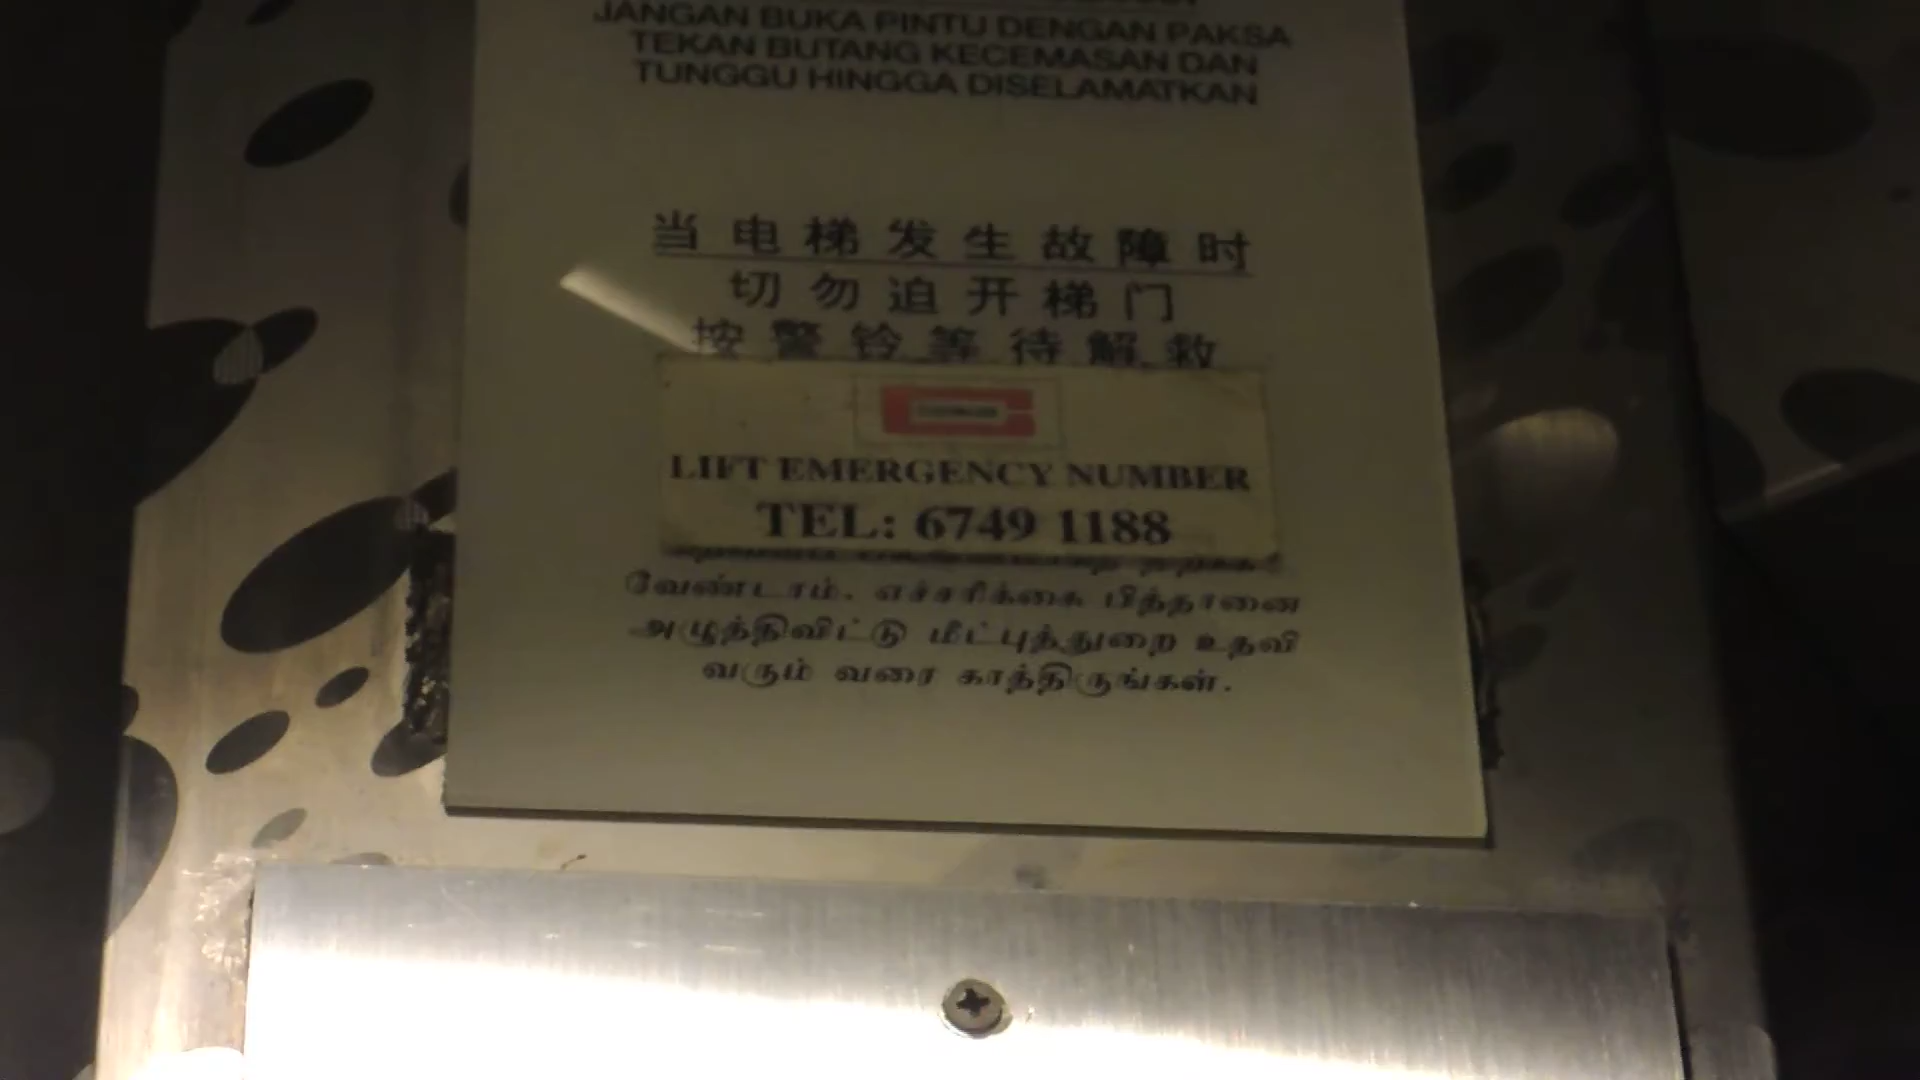 JANGAN BUKA PINTU DENGAN PAKSA
TEKAN BUTANG KECEMASAN DAN
TUNGGU HINGGA DISELAMATKAN
当电梯发生故障时
切勿迫开梯门
按警铃等待解救
LIFT EMERGENCY NUMBER
TEL: 6749 1188
வேண்டாம். எச்சரிக்கை பித்தானை
அழுத்திவிட்டு மீட்புத்துறை உதவி
வரும் வரை காத்திருங்கள்.